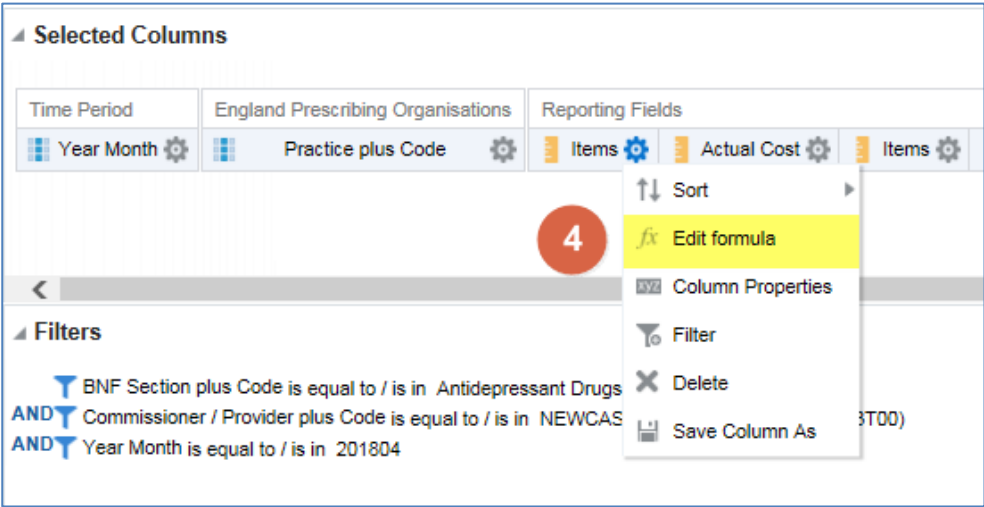 Selected Columns
Time Period England Prescribing Organisations Reporting Fields
Year Month Practice plus Code Items Actual Cost Items
Sort
4 fx Edit formula
xyz Column Properties
Filters
Filter
BNF Section plus Code is equal to / is in Antidepressant Drugs
Delete
AND Commissioner / Provider plus Code is equal to / is in NEWCAS BT00)
Save Column As
AND Year Month is equal to / is in 201804